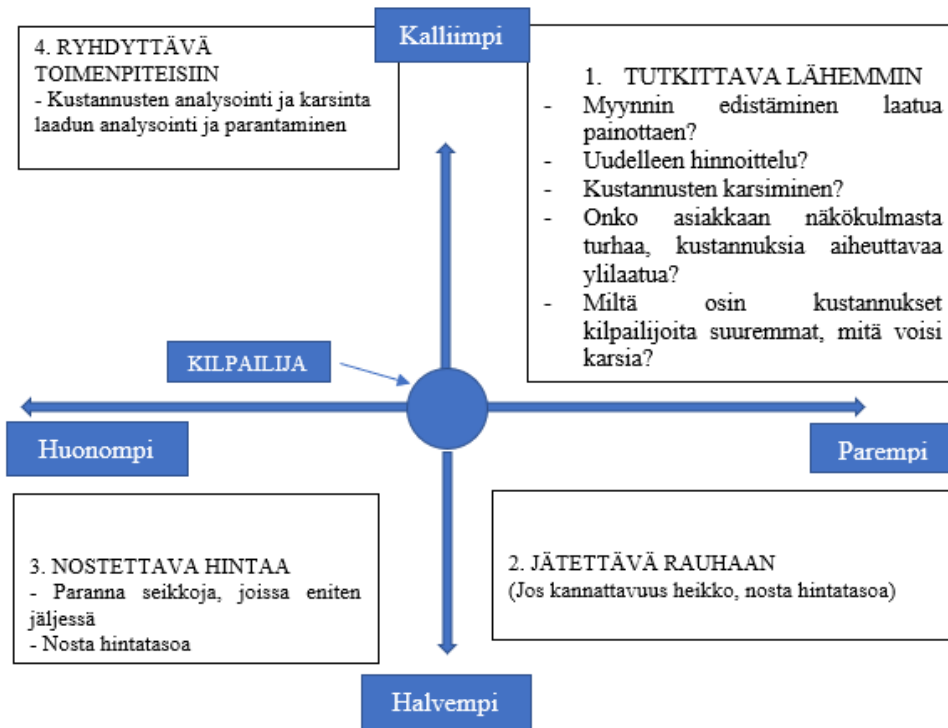 Kalliimpi
4. RYHDYTTÄVÄ
TOIMENPITEISIIN
- Kustannusten analysointi ja karsinta
laadun analysointi ja parantaminen
1. TUTKITTAVA LÄHEMMIN
- Myynnin edistäminen laatua
painottaen?
- Uudelleen hinnoittelu?
- Kustannusten karsiminen?
- Onko asiakkaan näkökulmasta
turhaa, kustannuksia aiheuttavaa
ylilaatua?
- Miltä osin kustannukset
kilpailijoita suuremmat, mitä voisi
karsia?
KILPAILIJA
Huonompi
Parempi
3. NOSTETTAVA HINTAA
- Paranna seikkoja, joissa eniten
jäljessä
- Nosta hintatasoa
2. JÄTETTÄVÄ RAUHAAN
(Jos kannattavuus heikko, nosta hintatasoa)
Halvempi